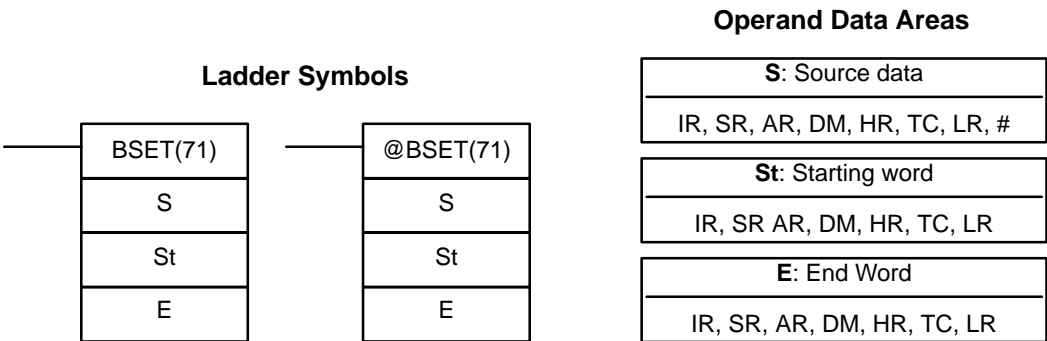 Ladder Symbols
BSET(71)
S
St
E
@BSET(71)
S
St
E
Operand Data Areas
S: Source data
IR, SR, AR, DM, HR, TC, LR, #
St: Starting word
IR, SR AR, DM, HR, TC, LR
E: End Word
IR, SR, AR, DM, HR, TC, LR